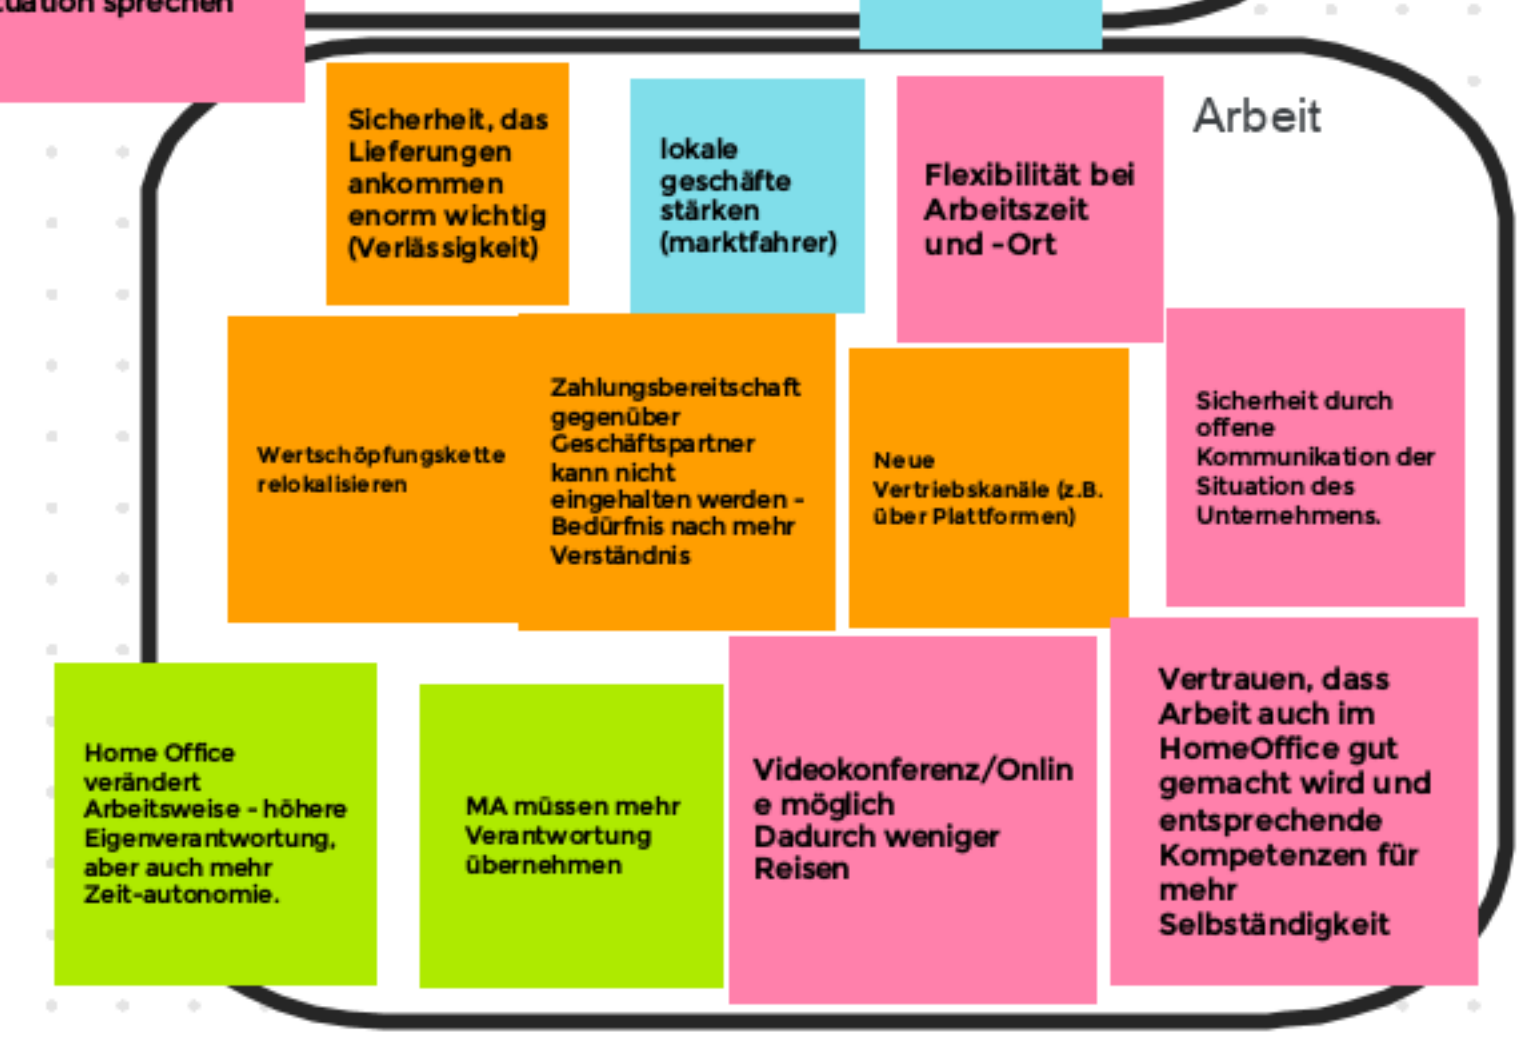 tuation sprechen
Arbeit
Sicherheit, das
Lieferungen
ankommen
enorm wichtig
(Verlässigkeit)
lokale
geschäfte
stärken
(marktfahrer)
Flexibilität bei
Arbeitszeit
und -Ort
Wertschöpfungskette
relokalisieren
Zahlungsbereitschaft
gegenüber
Geschäftspartner
kann nicht
eingehalten werden -
Bedürfnis nach mehr
Verständnis
Neue
Vertriebskanäle (z.B.
über Plattformen)
Sicherheit durch
offene
Kommunikation der
Situation des
Unternehmens.
Home Office
verändert
Arbeitsweise - höhere
Eigenverantwortung,
aber auch mehr
Zeit-autonomie.
MA müssen mehr
Verantwortung
übernehmen
Videokonferenz/Onlin
e möglich
Dadurch weniger
Reisen
Vertrauen, dass
Arbeit auch im
HomeOffice gut
gemacht wird und
entsprechende
Kompetenzen für
mehr
Selbständigkeit